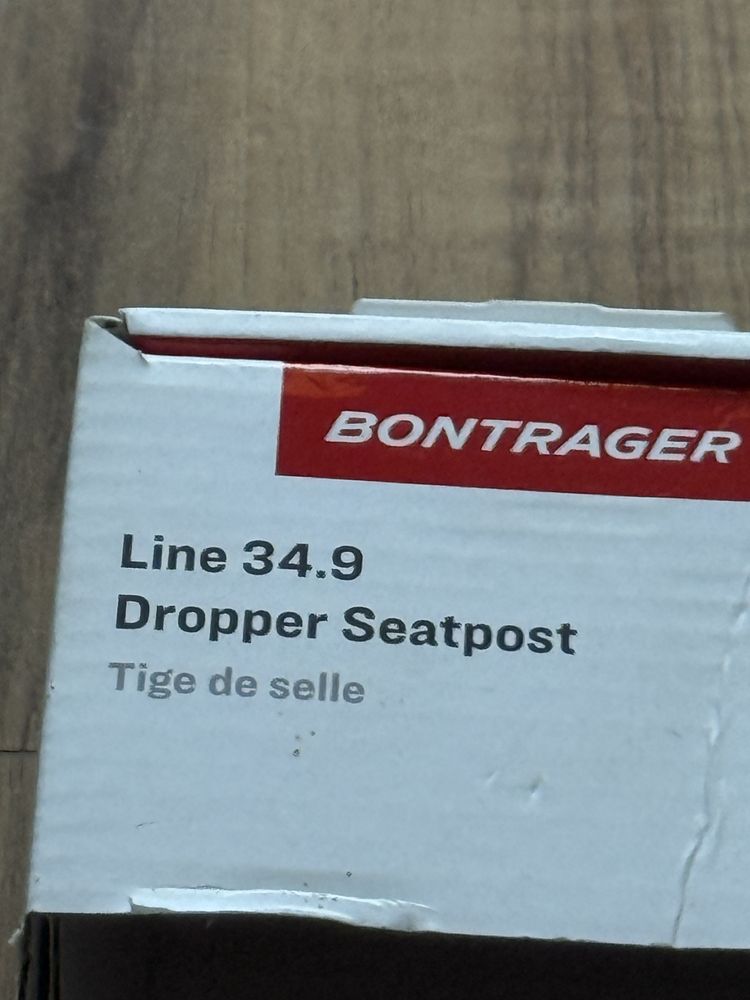 BONTRAGER
Line 34.9
Dropper Seatpost
Tige de selle